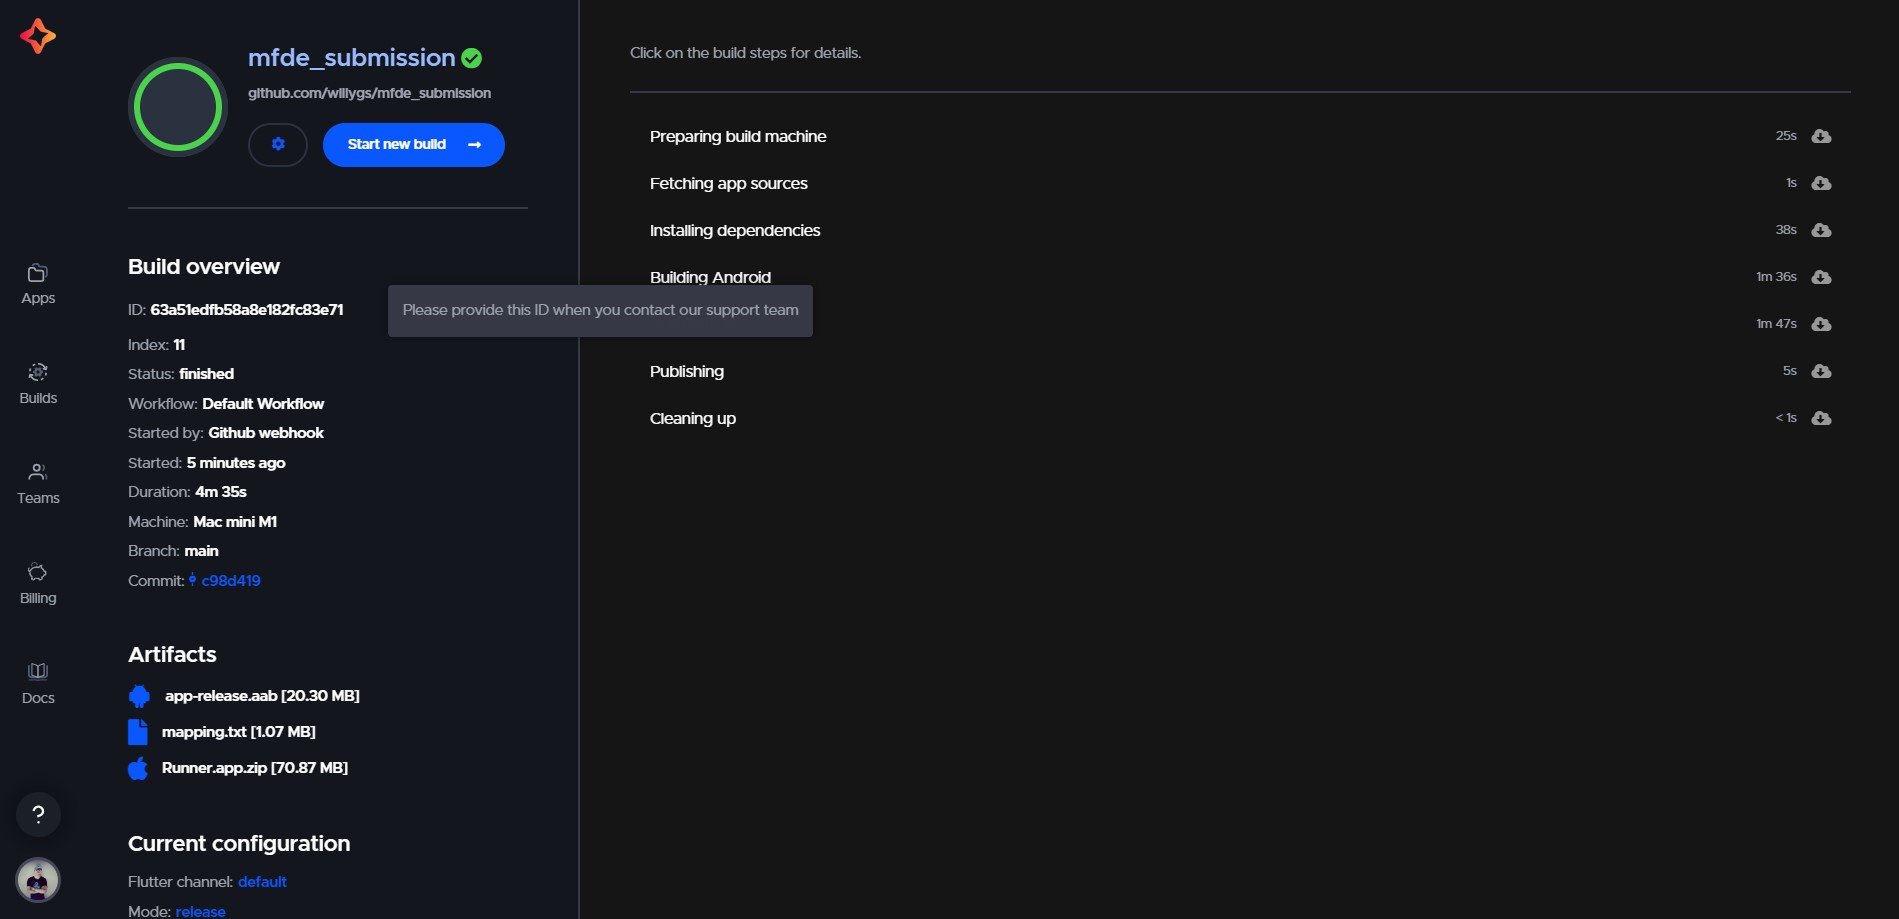 mfde_submission
github.com/willygs/mfde_submission
Start new build
Apps
Builds
Teams
Billing
Docs
?
Build overview
ID: 63a51edfb58a8e182fc83e71
Please provide this ID when you contact our support team
Index: 11
Status: finished
Workflow: Default Workflow
Started by: Github webhook
Started: 5 minutes ago
Duration: 4m 35s
Machine: Mac mini M1
Branch: main
Commit: c98d419
Artifacts
app-release.aab [20.30 MB]
mapping.txt [1.07 MB]
Runner.app.zip [70.87 MB]
Current configuration
Flutter channel: default
Mode: release
Click on the build steps for details.
Preparing build machine 25s
Fetching app sources 1s
Installing dependencies 38s
Building Android 1m 36s
1m 47s
Publishing 5s
Cleaning up < 1s